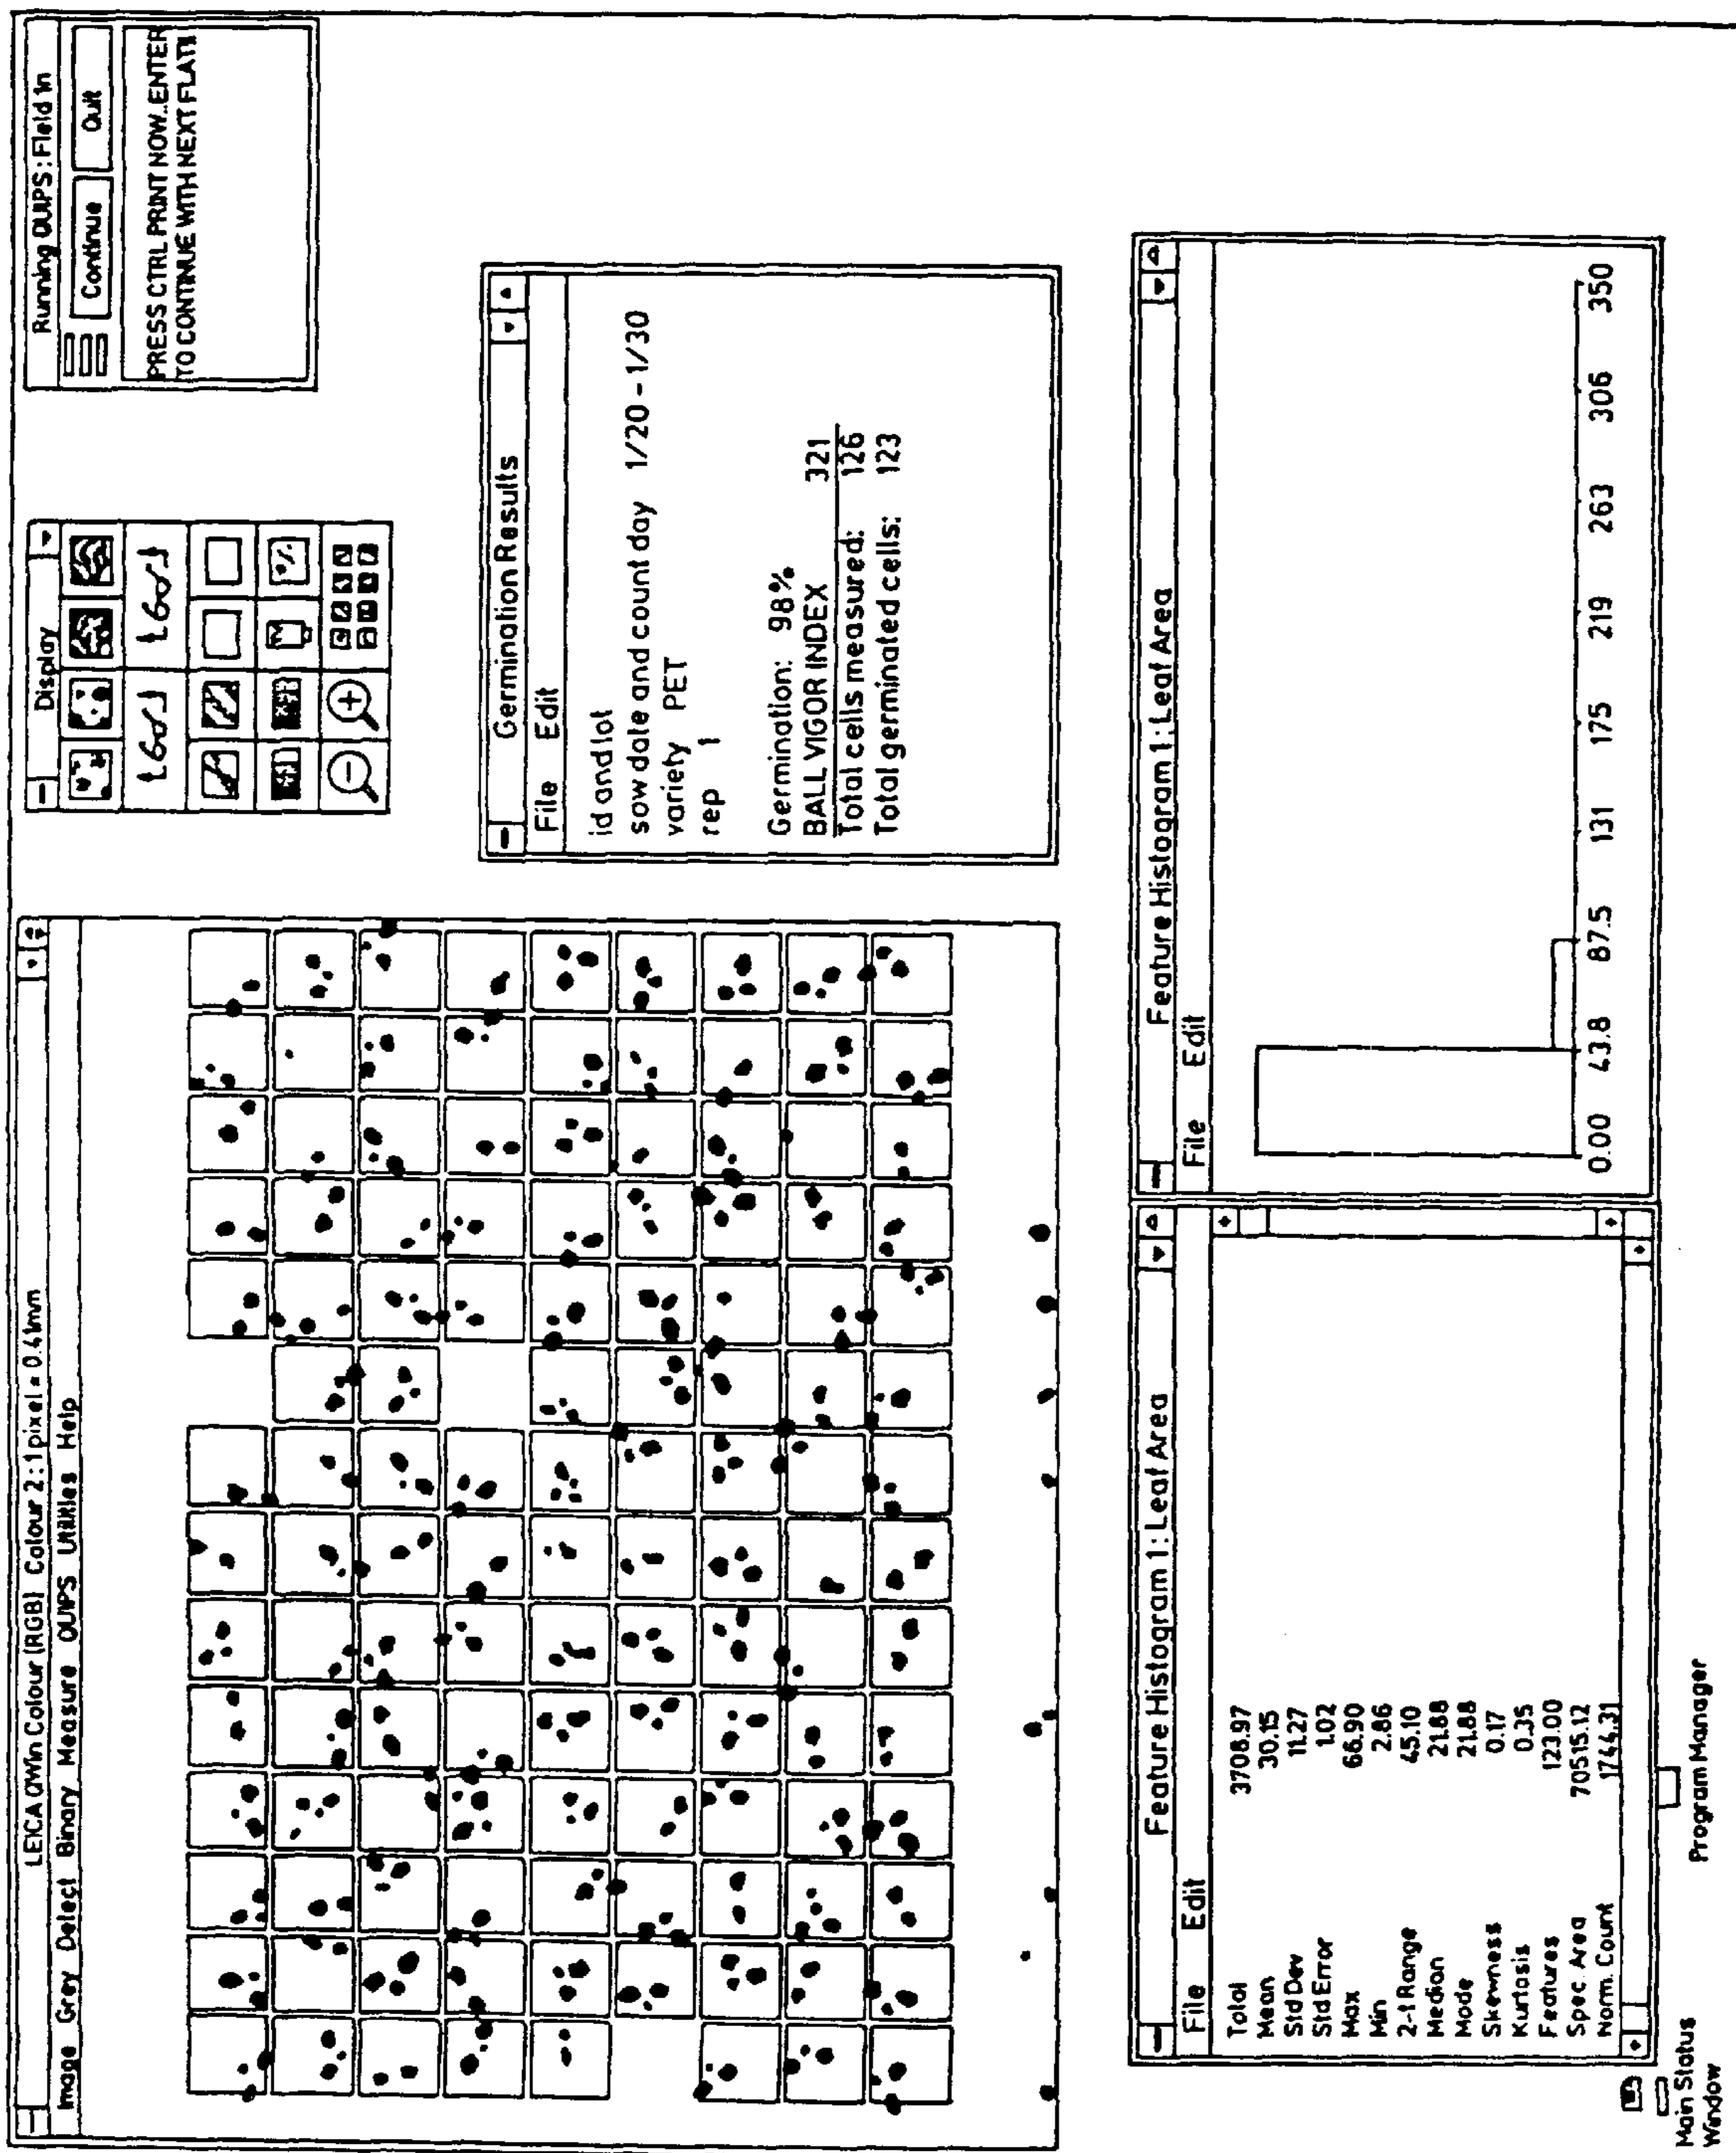 LEICA QWin Colour (RGB) Colour 2:1 pixel = 0.41mm
Image Grey Detect Binary Measure QUIPS Utilities Help
Display
Running QUIPS: Field 1n
Continue
Quit
PRESS CTRL PRINT NOW..ENTER
TO CONTINUE WITH NEXT FLAT!
Germination Results
File Edit
id and lot
sow date and count day 1/20 - 1/30
variety PET
rep 1
Germination: 98%
BALL VIGOR INDEX 321
Total cells measured: 126
Total germinated cells: 123
Feature Histogram 1: Leaf Area
File Edit
Total 3708.97
Mean 30.15
Std Dev 11.27
Std Error 1.02
Max 66.90
Min 2.86
2-1 Range 45.10
Median 21.88
Mode 21.88
Skewness 0.17
Kurtosis 0.35
Features 123.00
Spec. Area 70515.12
Norm. Count 1744.31
Feature Histogram 1: Leaf Area
File Edit
0.00 43.8 87.5 131 175 219 263 306 350
Main Status
Window
Program Manager